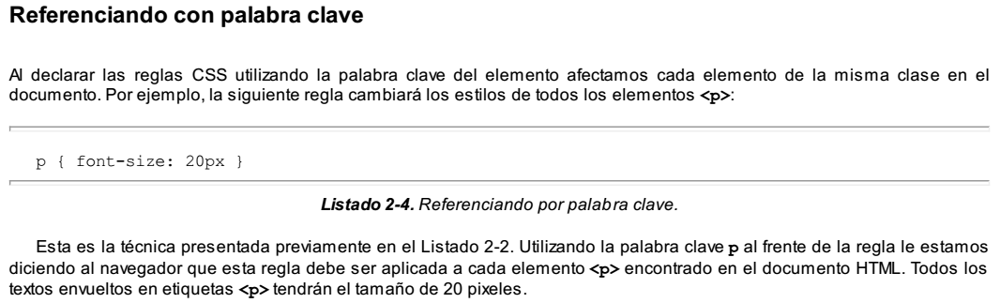 Referenciando con palabra clave
Al declarar las reglas CSS utilizando la palabra clave del elemento afectamos cada elemento de la misma clase en el
documento. Por ejemplo, la siguiente regla cambiará los estilos de todos los elementos <p>:
p { font-size: 20px }
Listado 2-4. Referenciando por palabra clave.
Esta es la técnica presentada previamente en el Listado 2-2. Utilizando la palabra clave p al frente de la regla le estamos
diciendo al navegador que esta regla debe ser aplicada a cada elemento <p> encontrado en el documento HTML. Todos los
textos envueltos en etiquetas <p> tendrán el tamaño de 20 pixeles.